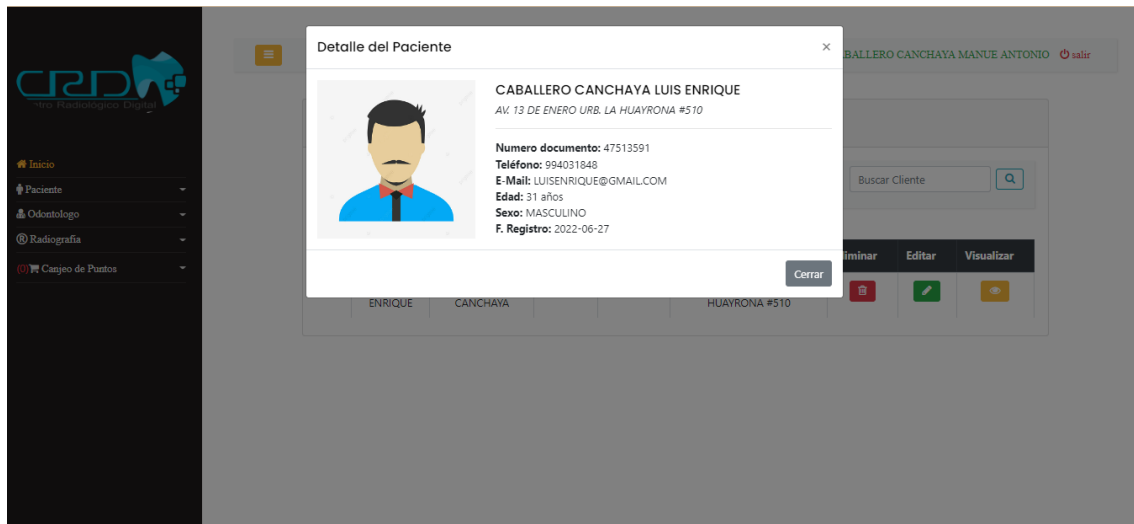 CRD
ntro Radiológico Digital
Inicio
Paciente
Odontologo
Radiografia
(0) Canjeo de Puntos
BALLERO CANCHAYA MANUE ANTONIO salir
Detalle del Paciente ×
CABALLERO CANCHAYA LUIS ENRIQUE
AV. 13 DE ENERO URB. LA HUAYRONA #510
Numero documento: 47513591
Teléfono: 994031848
E-Mail: LUISENRIQUE@GMAIL.COM
Edad: 31 años
Sexo: MASCULINO
F. Registro: 2022-06-27
Cerrar
Buscar Cliente
liminar Editar Visualizar
ENRIQUE CANCHAYA HUAYRONA #510